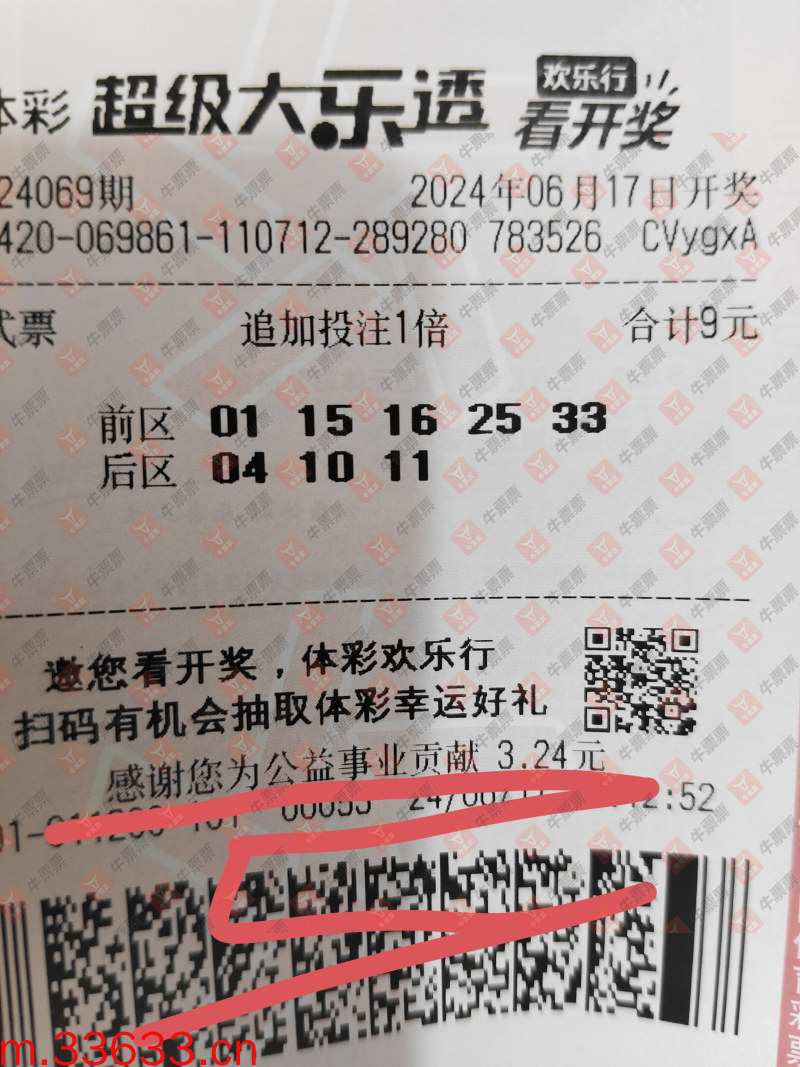 体彩 超级大乐透 欢乐行 看开奖
24069期 2024年06月17日开奖
420-069861-110712-289280 783526 CVygxA
式票 追加投注1倍 合计9元
前区 01 15 16 25 33
后区 04 10 11
邀您看开奖，体彩欢乐行
扫码有机会抽取体彩幸运好礼
感谢您为公益事业贡献 3.24元
2:52
m.33633.cn
牛票票